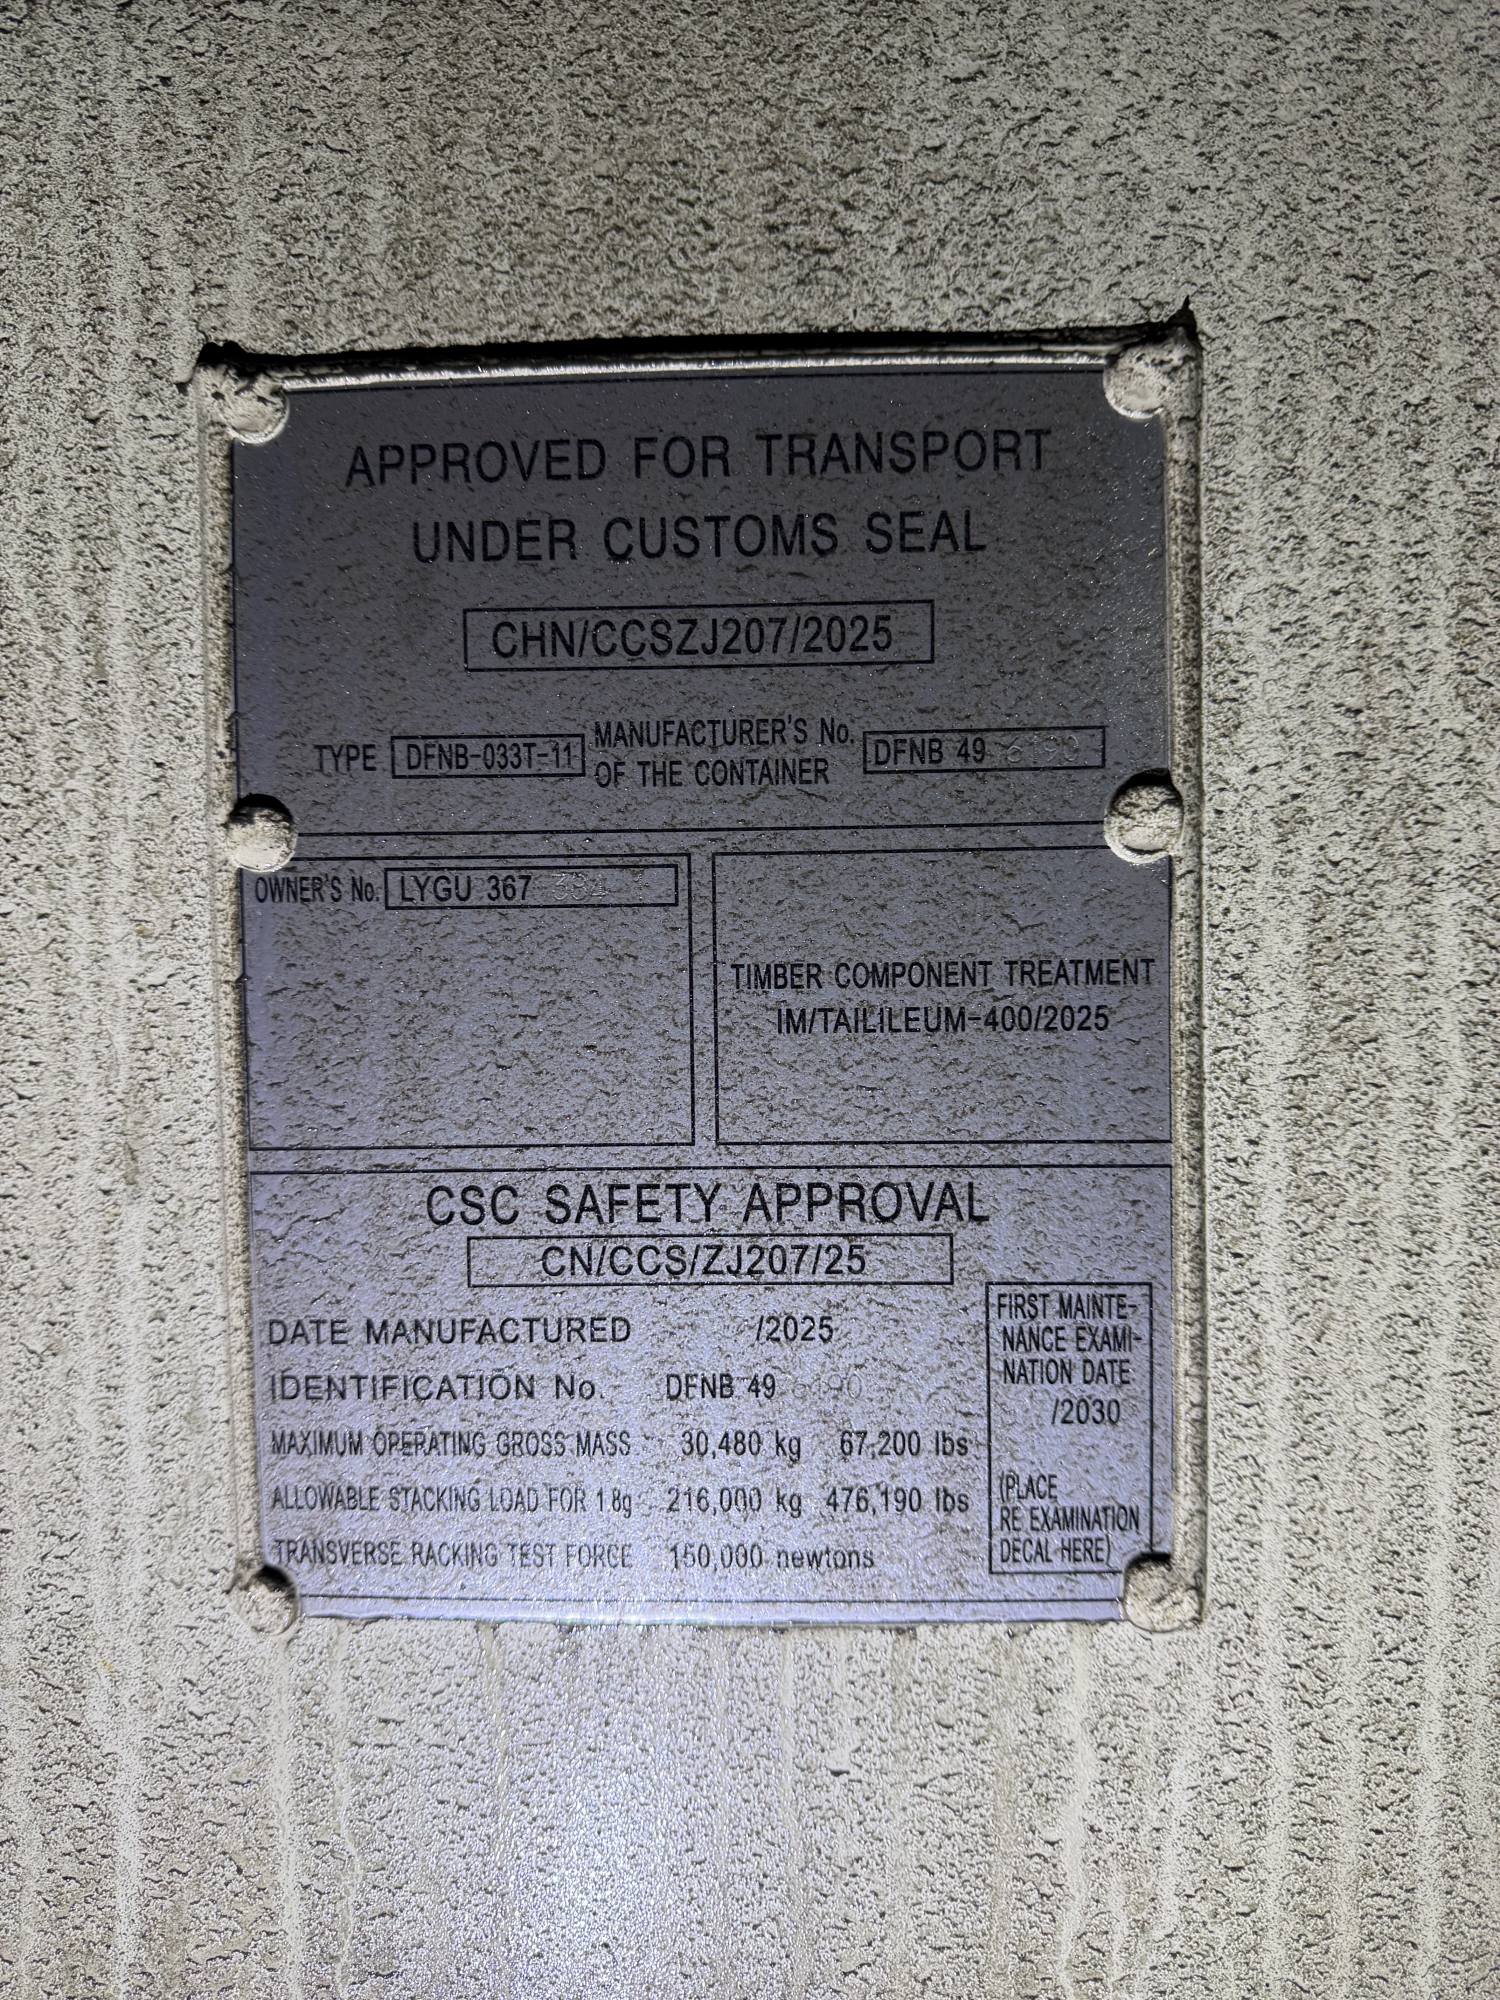 APPROVED FOR TRANSPORT
UNDER CUSTOMS SEAL
CHN/CCSZJ207/2025
TYPE DFNB-033T-11 MANUFACTURER'S No. OF THE CONTAINER DFNB 49
OWNER'S No. LYGU 367
TIMBER COMPONENT TREATMENT
IM/TAILILEUM-400/2025
CSC SAFETY APPROVAL
CN/CCS/ZJ207/25
DATE MANUFACTURED /2025
IDENTIFICATION No. DFNB 49 6190
MAXIMUM OPERATING GROSS MASS 30,480 kg 67,200 lbs
ALLOWABLE STACKING LOAD FOR 1.8g 216,000 kg 476,190 lbs
TRANSVERSE RACKING TEST FORCE 150,000 newtons
FIRST MAINTE-
NANCE EXAMI-
NATION DATE
/2030
(PLACE
RE EXAMINATION
DECAL HERE)